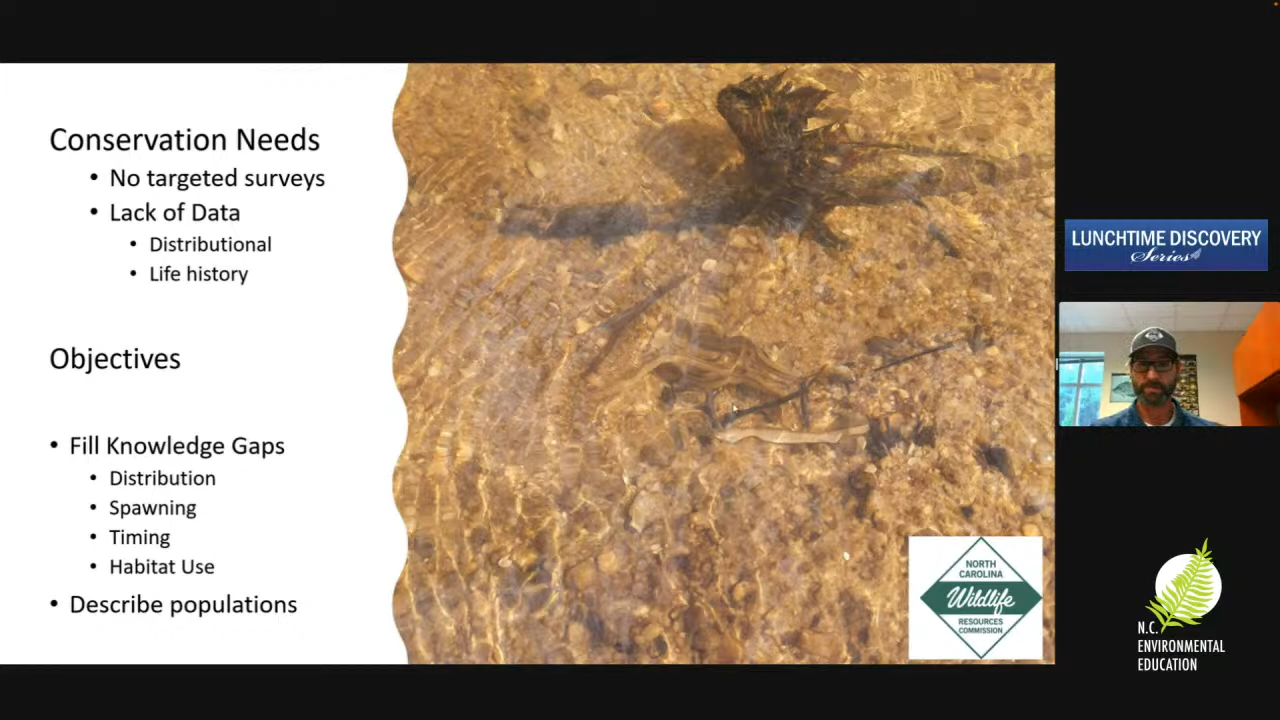 Conservation Needs
• No targeted surveys
• Lack of Data
• Distributional
• Life history
Objectives
• Fill Knowledge Gaps
• Distribution
• Spawning
• Timing
• Habitat Use
• Describe populations
NORTH
CAROLINA
Wildlife
RESOURCES
COMMISSION
LUNCHTIME DISCOVERY
Series
N.C.
ENVIRONMENTAL
EDUCATION